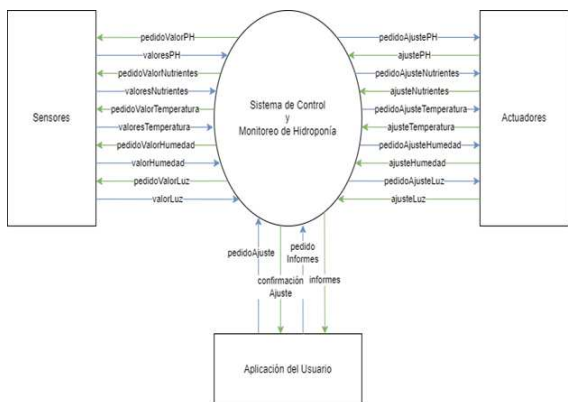 pedidoValorPH
valoresPH
pedidoValorNutrientes
valoresNutrientes
pedidoValorTemperatura
valoresTemperatura
pedidoValorHumedad
valorHumedad
pedidoValorLuz
valorLuz
Sensores
Sistema de Control
y
Monitoreo de Hidroponía
pedidoAjustePH
ajustePH
pedidoAjusteNutrientes
ajusteNutrientes
pedidoAjusteTemperatura
ajusteTemperatura
pedidoAjusteHumedad
ajusteHumedad
pedidoAjusteLuz
ajusteLuz
Actuadores
pedidoAjuste
confirmación
Ajuste
pedido
Informes
informes
Aplicación del Usuario